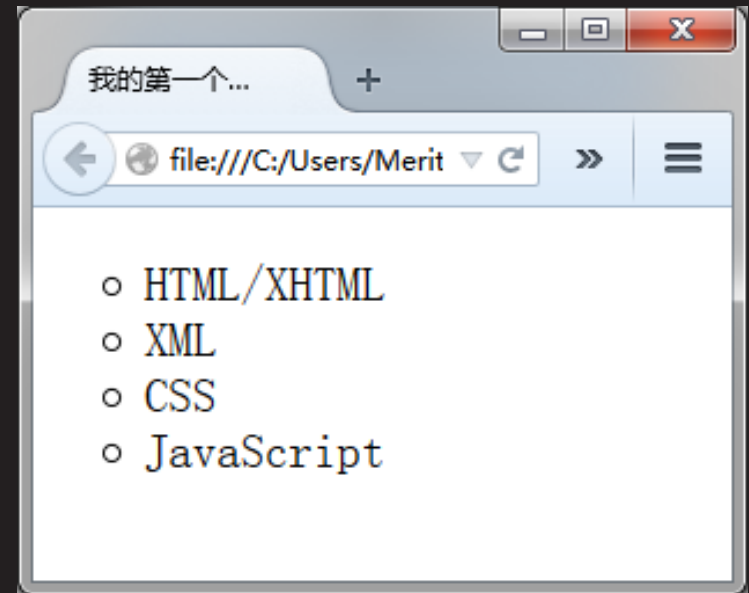 我的第一个...
file:///C:/Users/Merit
HTML/XHTML
XML
CSS
JavaScript